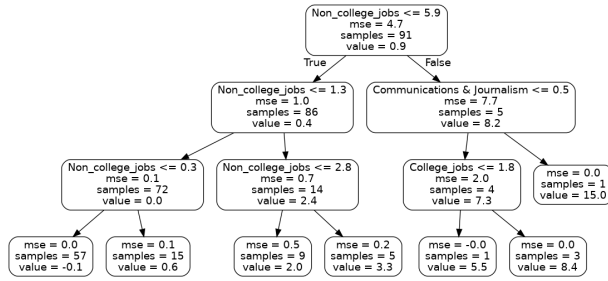 Non_college_jobs <= 5.9
mse = 4.7
samples = 91
value = 0.9
True
False
Non_college_jobs <= 1.3
mse = 1.0
samples = 86
value = 0.4
Communications & Journalism <= 0.5
mse = 7.7
samples = 5
value = 8.2
Non_college_jobs <= 0.3
mse = 0.1
samples = 72
value = 0.0
Non_college_jobs <= 2.8
mse = 0.7
samples = 14
value = 2.4
College_jobs <= 1.8
mse = 2.0
samples = 4
value = 7.3
mse = 0.0
samples = 1
value = 15.0
mse = 0.0
samples = 57
value = -0.1
mse = 0.1
samples = 15
value = 0.6
mse = 0.5
samples = 9
value = 2.0
mse = 0.2
samples = 5
value = 3.3
mse = -0.0
samples = 1
value = 5.5
mse = 0.0
samples = 3
value = 8.4